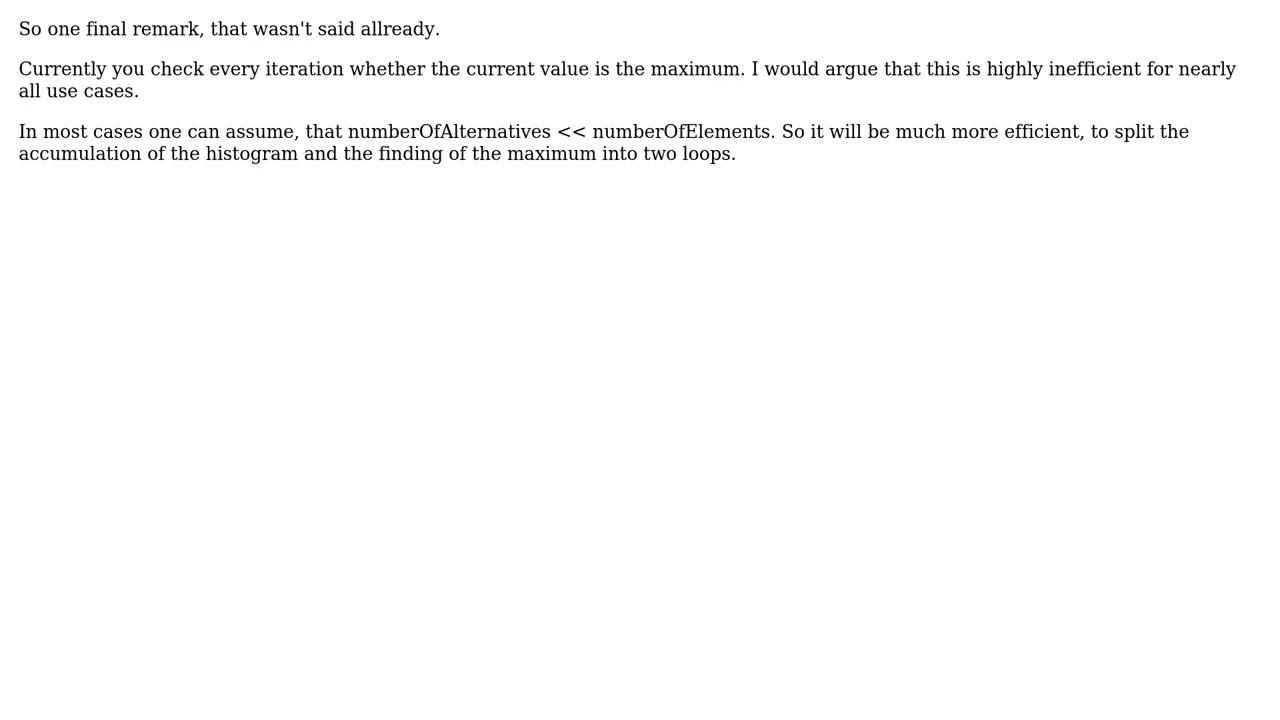 So one final remark, that wasn't said allready.
Currently you check every iteration whether the current value is the maximum. I would argue that this is highly inefficient for nearly
all use cases.
In most cases one can assume, that numberOfAlternatives << numberOfElements. So it will be much more efficient, to split the
accumulation of the histogram and the finding of the maximum into two loops.